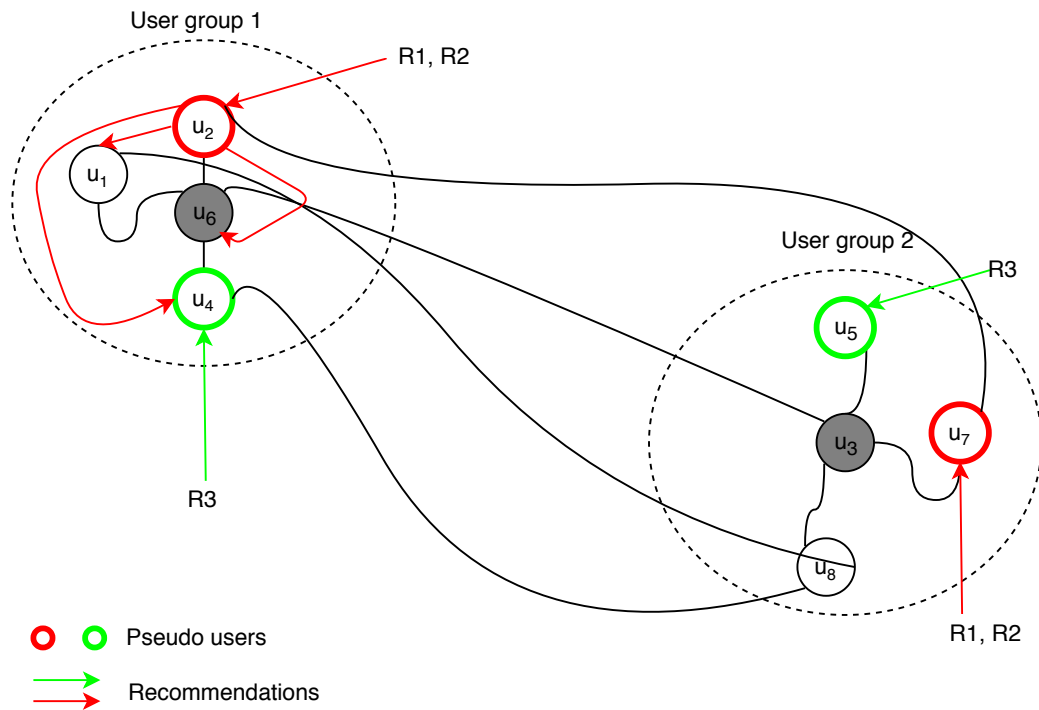 User group 1
R1, R2
u2
u1
u6
User group 2
R3
u4
u5
u7
u3
R3
u8
R1, R2
Pseudo users
Recommendations